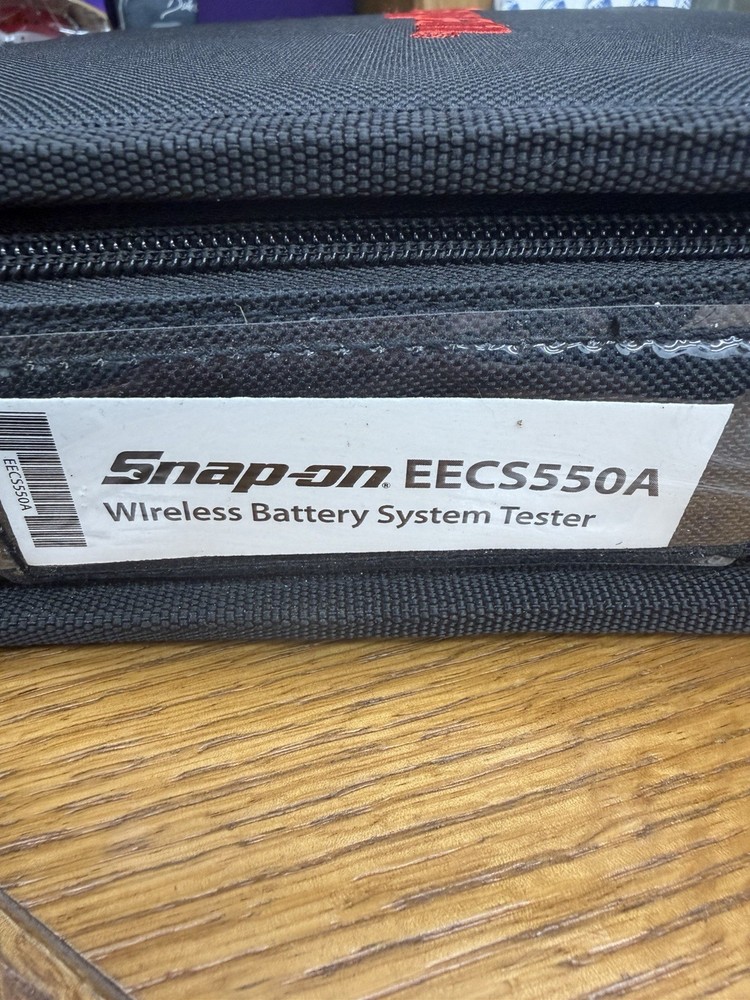 Snap-on® EECS550A
WIreless Battery System Tester
EECS550A